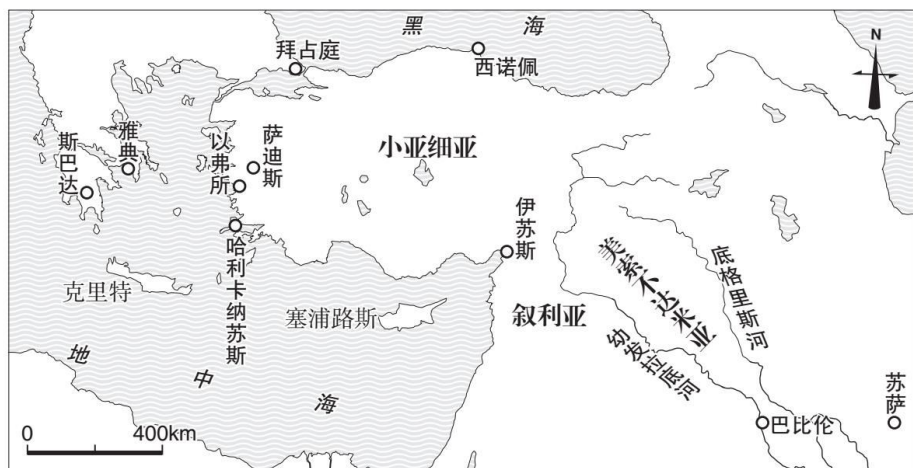 黑海
N
拜占庭
西诺佩
斯巴达
雅典
以弗所
萨迪斯
小亚细亚
哈利卡纳苏斯
伊苏斯
美索不达米亚
底格里斯河
克里特
塞浦路斯
叙利亚
幼发拉底河
地中海
苏萨
巴比伦
0 400km